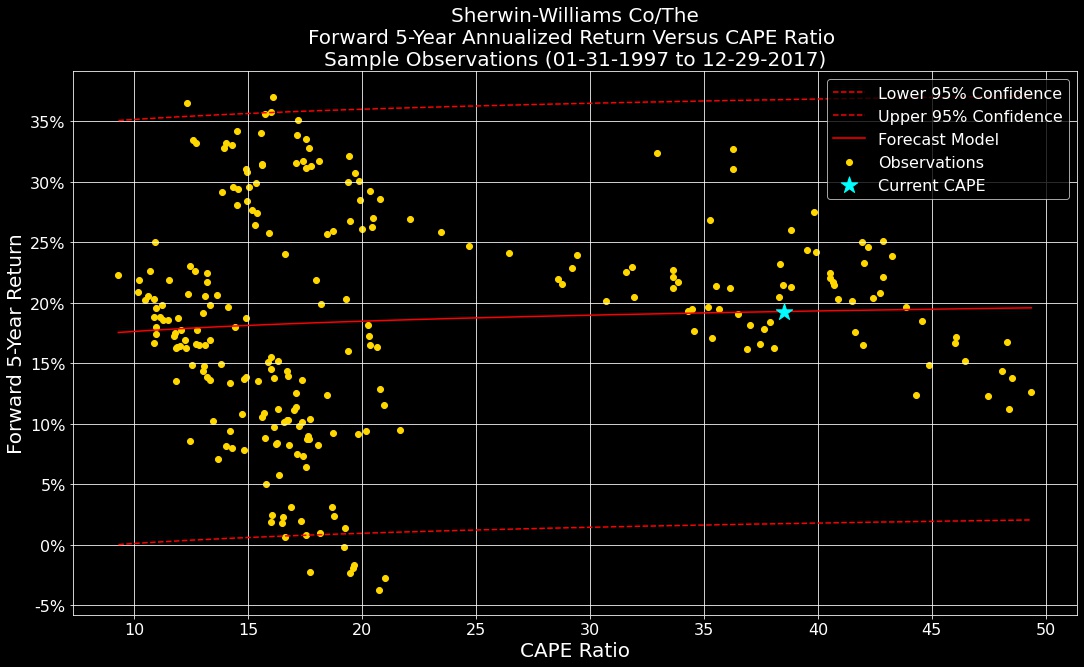 Sherwin-Williams Co/The
Forward 5-Year Annualized Return Versus CAPE Ratio
Sample Observations (01-31-1997 to 12-29-2017)
Lower 95% Confidence
Upper 95% Confidence
Forecast Model
Observations
Current CAPE
Forward 5-Year Return
35%
30%
25%
20%
15%
10%
5%
0%
-5%
10 15 20 25 30 35 40 45 50
CAPE Ratio